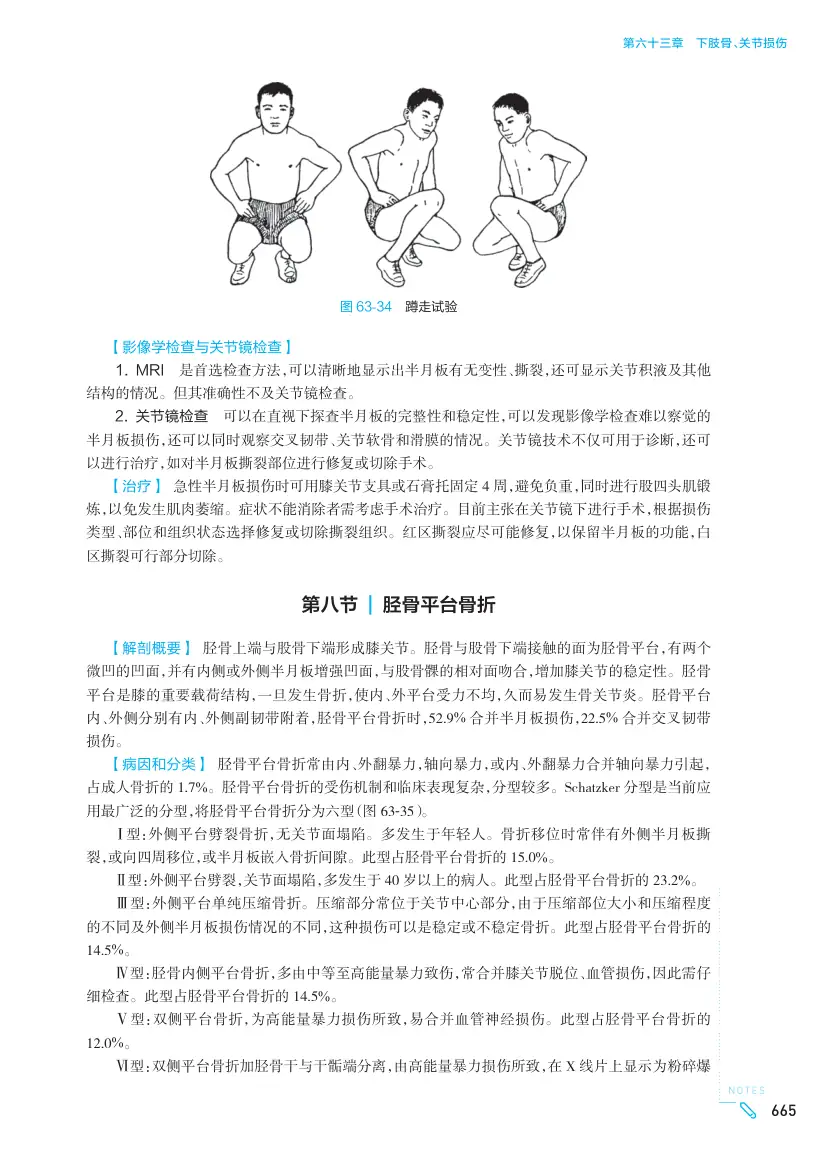 第六十三章　下肢骨、关节损伤
图 63-34　蹲走试验
【影像学检查与关节镜检查】
1. MRI　是首选检查方法，可以清晰地显示出半月板有无变性、撕裂，还可显示关节积液及其他
结构的情况。但其准确性不及关节镜检查。
2. 关节镜检查　可以在直视下探查半月板的完整性和稳定性，可以发现影像学检查难以察觉的
半月板损伤，还可以同时观察交叉韧带、关节软骨和滑膜的情况。关节镜技术不仅可用于诊断，还可
以进行治疗，如对半月板撕裂部位进行修复或切除手术。
【治疗】　急性半月板损伤时可用膝关节支具或石膏托固定 4 周，避免负重，同时进行股四头肌锻
炼，以免发生肌肉萎缩。症状不能消除者需考虑手术治疗。目前主张在关节镜下进行手术，根据损伤
类型、部位和组织状态选择修复或切除撕裂组织。红区撕裂应尽可能修复，以保留半月板的功能，白
区撕裂可行部分切除。
第八节 | 胫骨平台骨折
【解剖概要】　胫骨上端与股骨下端形成膝关节。胫骨与股骨下端接触的面为胫骨平台，有两个
微凹的凹面，并有内侧或外侧半月板增强凹面，与股骨髁的相对面吻合，增加膝关节的稳定性。胫骨
平台是膝的重要载荷结构，一旦发生骨折，使内、外平台受力不均，久而易发生骨关节炎。胫骨平台
内、外侧分别有内、外侧副韧带附着，胫骨平台骨折时，52.9% 合并半月板损伤，22.5% 合并交叉韧带
损伤。
【病因和分类】　胫骨平台骨折常由内、外翻暴力，轴向暴力，或内、外翻暴力合并轴向暴力引起，
占成人骨折的 1.7%。胫骨平台骨折的受伤机制和临床表现复杂，分型较多。Schatzker 分型是当前应
用最广泛的分型，将胫骨平台骨折分为六型（图 63-35）。
Ⅰ型：外侧平台劈裂骨折，无关节面塌陷。多发生于年轻人。骨折移位时常伴有外侧半月板撕
裂，或向四周移位，或半月板嵌入骨折间隙。此型占胫骨平台骨折的 15.0%。
Ⅱ型：外侧平台劈裂，关节面塌陷，多发生于 40 岁以上的病人。此型占胫骨平台骨折的 23.2%。
Ⅲ型：外侧平台单纯压缩骨折。压缩部分常位于关节中心部分，由于压缩部位大小和压缩程度
的不同及外侧半月板损伤情况的不同，这种损伤可以是稳定或不稳定骨折。此型占胫骨平台骨折的
14.5%。
Ⅳ型：胫骨内侧平台骨折，多由中等至高能量暴力致伤，常合并膝关节脱位、血管损伤，因此需仔
细检查。此型占胫骨平台骨折的 14.5%。
Ⅴ型：双侧平台骨折，为高能量暴力损伤所致，易合并血管神经损伤。此型占胫骨平台骨折的
12.0%。
Ⅵ型：双侧平台骨折加胫骨干与干骺端分离，由高能量暴力损伤所致，在 X 线片上显示为粉碎爆
NOTES
665